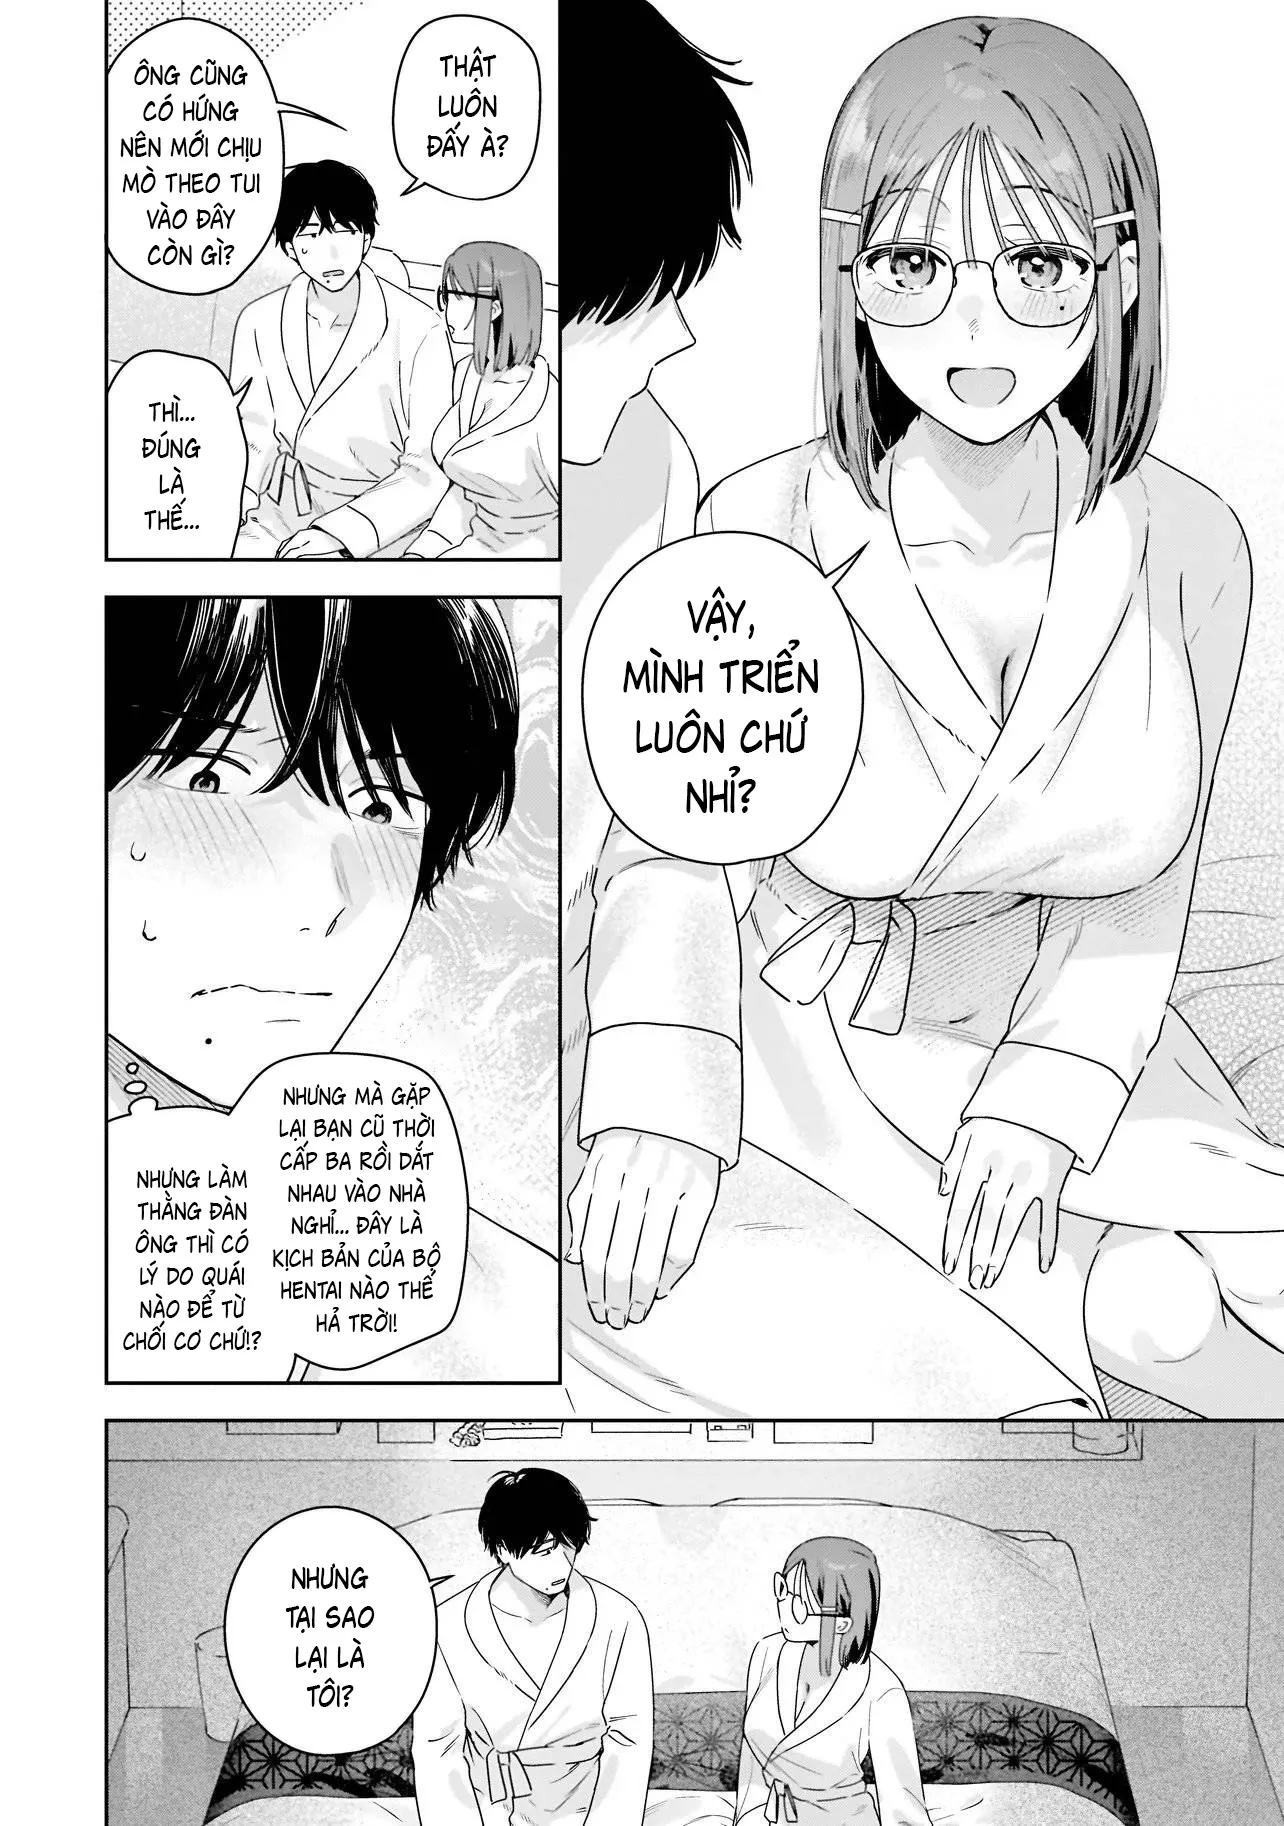 VẬY,
MÌNH TRIỂN
LUÔN CHỨ
NHỈ?
THẬT
LUÔN
ĐẤY À?
ÔNG CŨNG
CÓ HỨNG
NÊN MỚI CHỊU
MÒ THEO TUI
VÀO ĐÂY
CÒN GÌ?
THÌ...
ĐÚNG
LÀ
THẾ...
NHƯNG MÀ GẶP
LẠI BẠN CŨ THỜI
CẤP BA RỒI DẮT
NHAU VÀO NHÀ
NGHỈ... ĐÂY LÀ
KỊCH BẢN CỦA BỘ
HENTAI NÀO THẾ
HẢ TRỜI!
NHƯNG LÀM
THẰNG ĐÀN
ÔNG THÌ CÓ
LÝ DO QUÁI
NÀO ĐỂ TỪ
CHỐI CƠ CHỨ!?
NHƯNG
TẠI SAO
LẠI LÀ
TÔI?